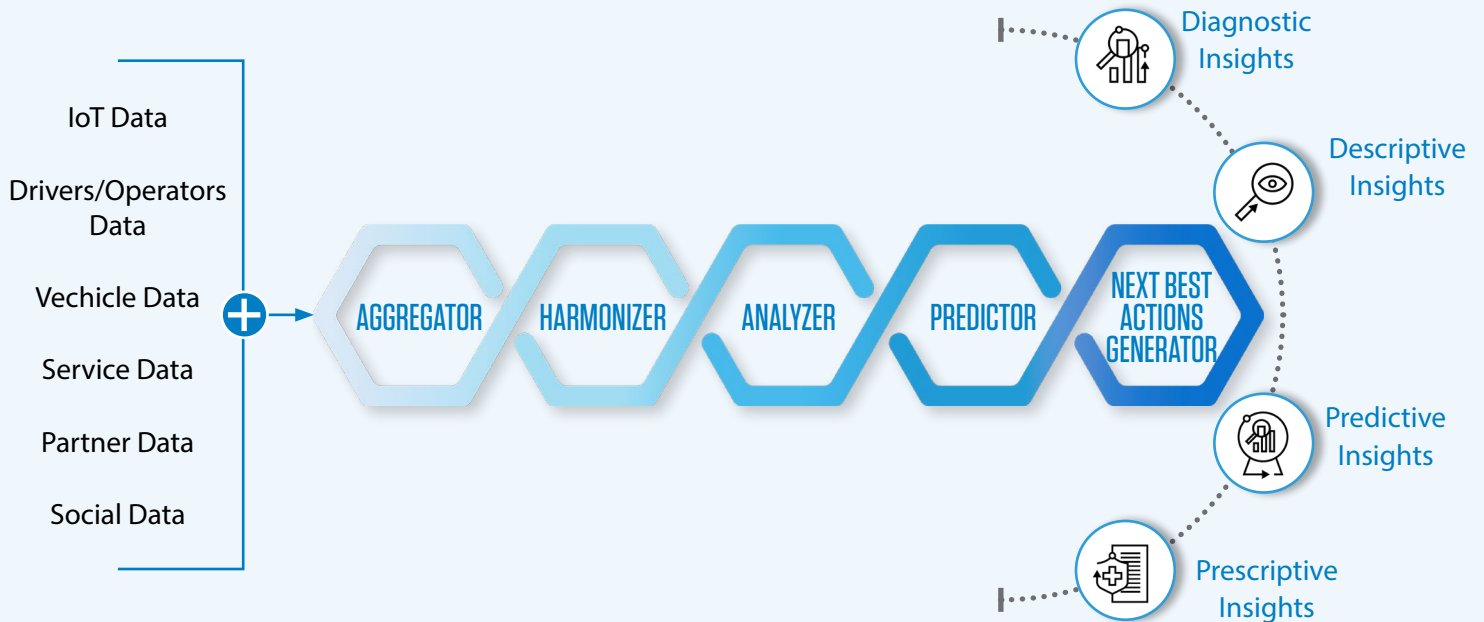 IoT Data
Drivers/Operators
Data
Vechicle Data
Service Data
Partner Data
Social Data
AGGREGATOR
HARMONIZER
ANALYZER
PREDICTOR
NEXT BEST
ACTIONS
GENERATOR
Diagnostic
Insights
Descriptive
Insights
Predictive
Insights
Prescriptive
Insights